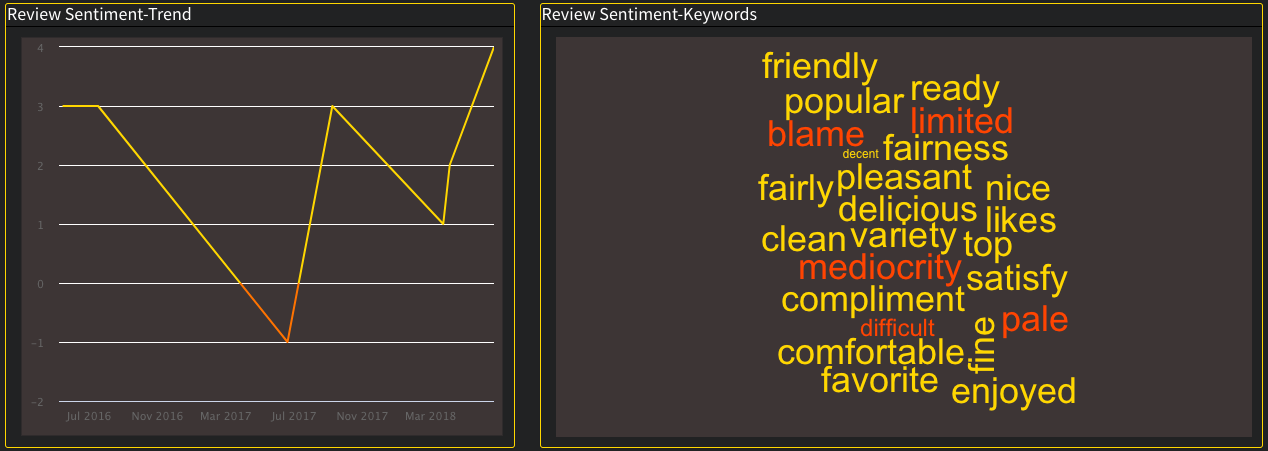 Review Sentiment-Trend
4
3
2
1
0
-1
-2
Jul 2016 Nov 2016 Mar 2017 Jul 2017 Nov 2017 Mar 2018
Review Sentiment-Keywords
friendly
ready
popular
limited
blame
fairness
decent
pleasant
fairly
nice
delicious
likes
variety
clean
top
mediocrity
satisfy
compliment
pale
difficult
fine
comfortable
favorite
enjoyed